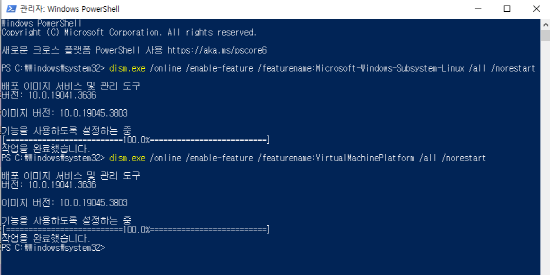 관리자: Windows PowerShell
Windows PowerShell
Copyright (C) Microsoft Corporation. All rights reserved.
새로운 크로스 플랫폼 PowerShell 사용 https://aka.ms/pscore6
PS C:₩Windows₩system32> dism.exe /online /enable-feature /featurename:Microsoft-Windows-Subsystem-Linux /all /norestart
배포 이미지 서비스 및 관리 도구
버전: 10.0.19041.3636
이미지 버전: 10.0.19045.3803
기능을 사용하도록 설정하는 중
[==========================100.0%==========================]
작업을 완료했습니다.
PS C:₩Windows₩system32> dism.exe /online /enable-feature /featurename:VirtualMachinePlatform /all /norestart
배포 이미지 서비스 및 관리 도구
버전: 10.0.19041.3636
이미지 버전: 10.0.19045.3803
기능을 사용하도록 설정하는 중
[==========================100.0%==========================]
작업을 완료했습니다.
PS C:₩Windows₩system32>